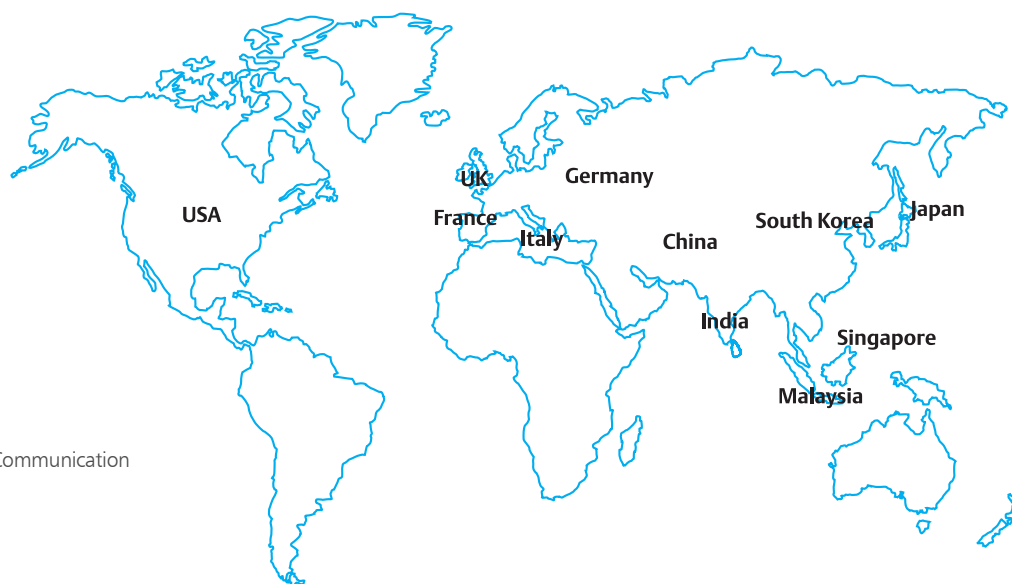 UK
Germany
USA
France
South Korea
Japan
Italy
China
India
Singapore
Malaysia
Communication